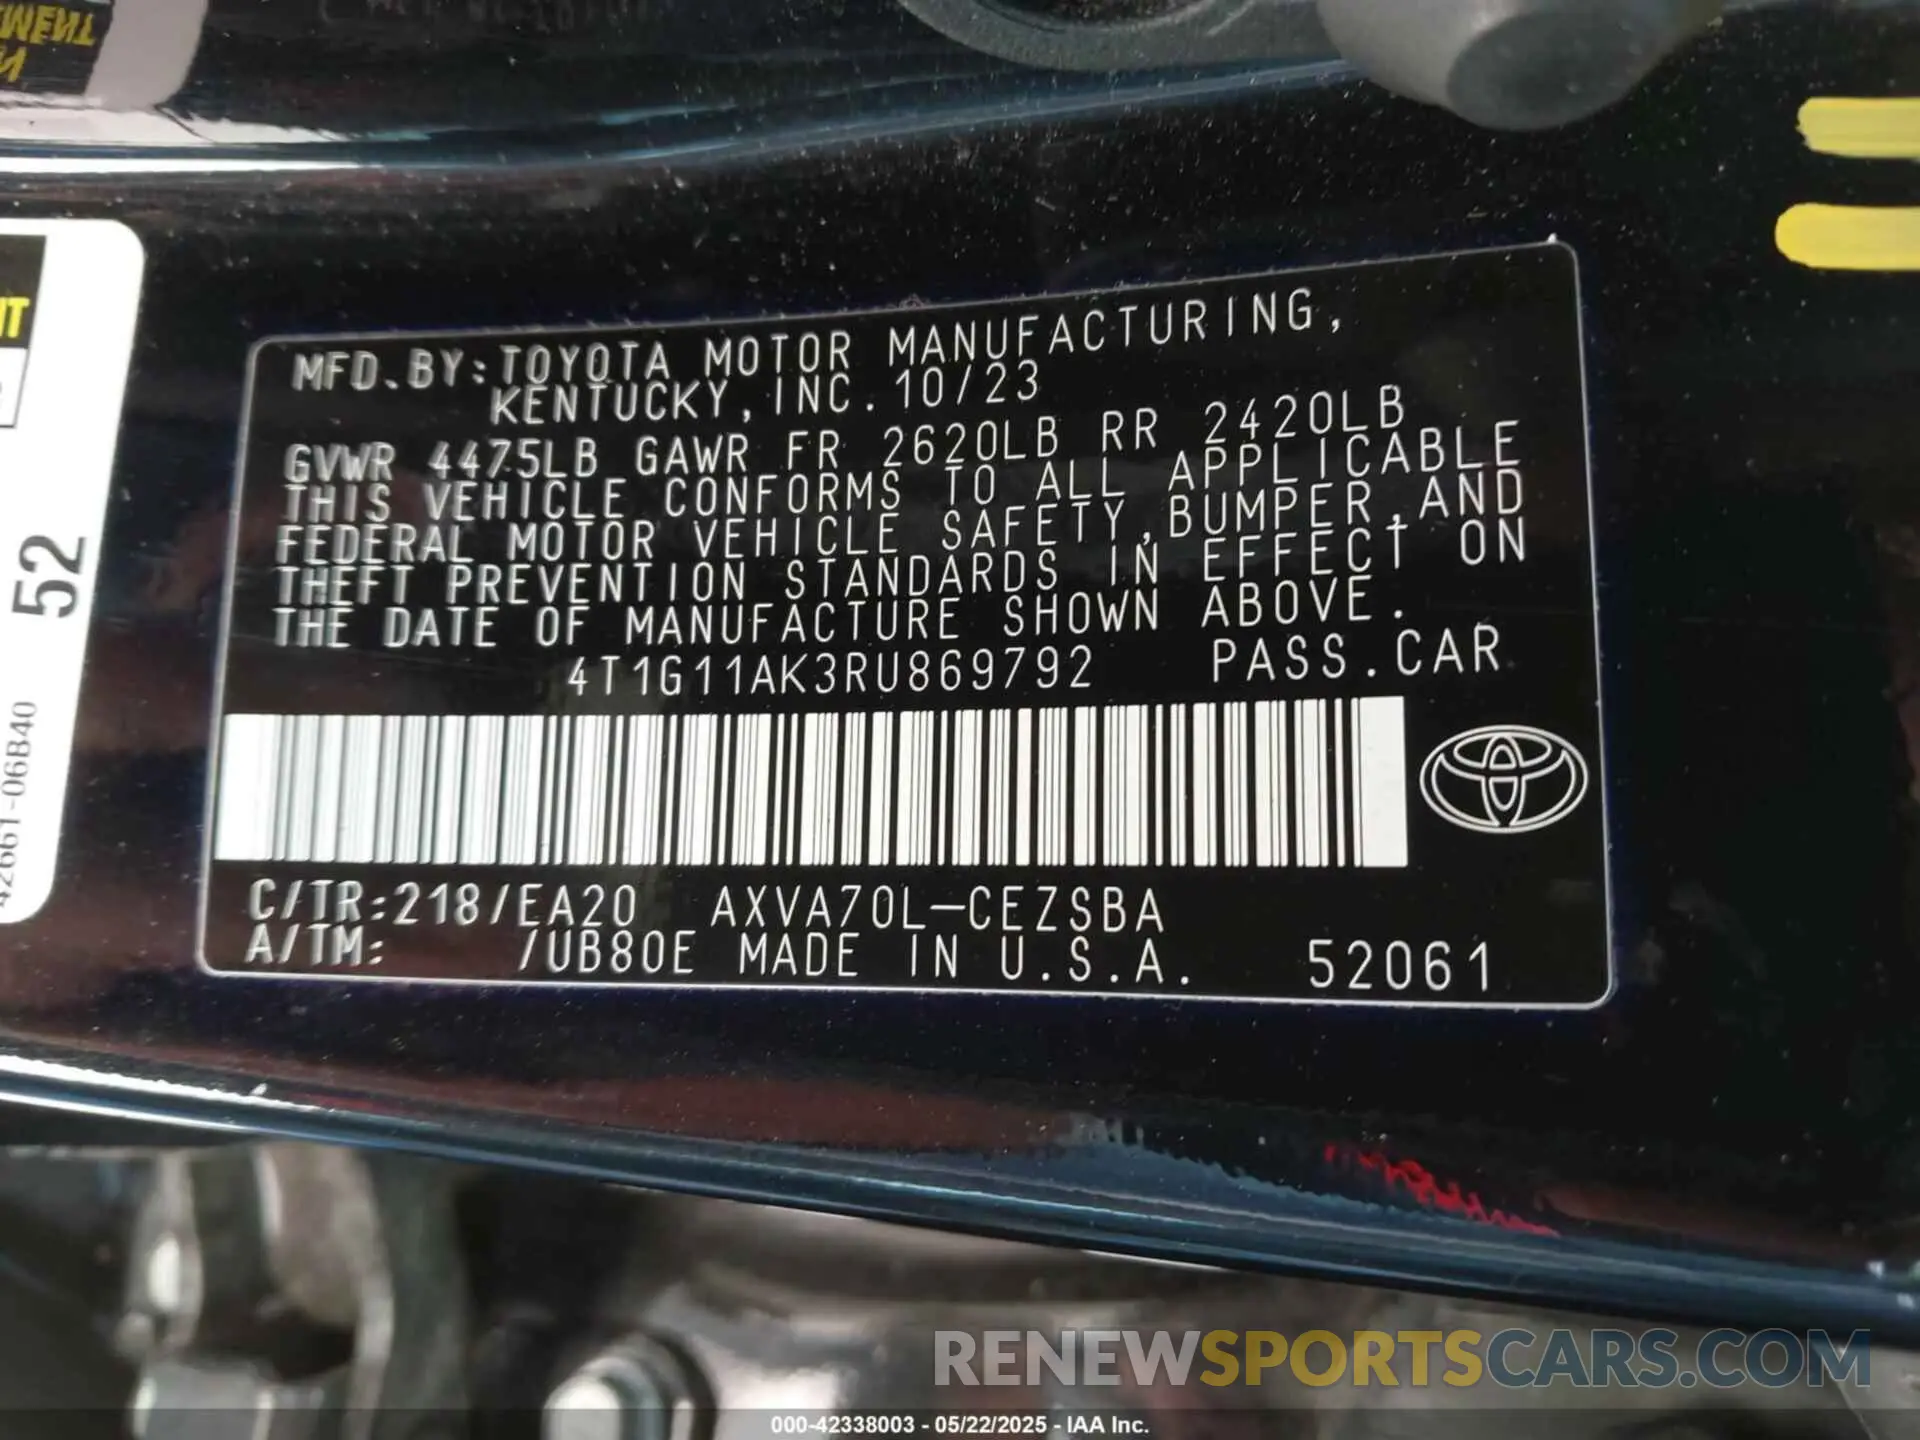 MFD.BY:TOYOTA MOTOR MANUFACTURING,
KENTUCKY, INC. 10/23
GVWR 4475LB GAWR FR 2620LB RR 2420LB
THIS VEHICLE CONFORMS TO ALL APPLICABLE
FEDERAL MOTOR VEHICLE SAFETY,BUMPER,AND
THEFT PREVENTION STANDARDS IN EFFECT ON
THE DATE OF MANUFACTURE SHOWN ABOVE.
4T1G11AK3RU869792 PASS.CAR
C/TR:218/EA20 AXVA70L-CEZSBA
A/TM: /UB80E MADE IN U.S.A. 52061
52
42661-06B40
RENEWSPORTSCARS.COM
000-42338003 - 05/22/2025 - IAA Inc.